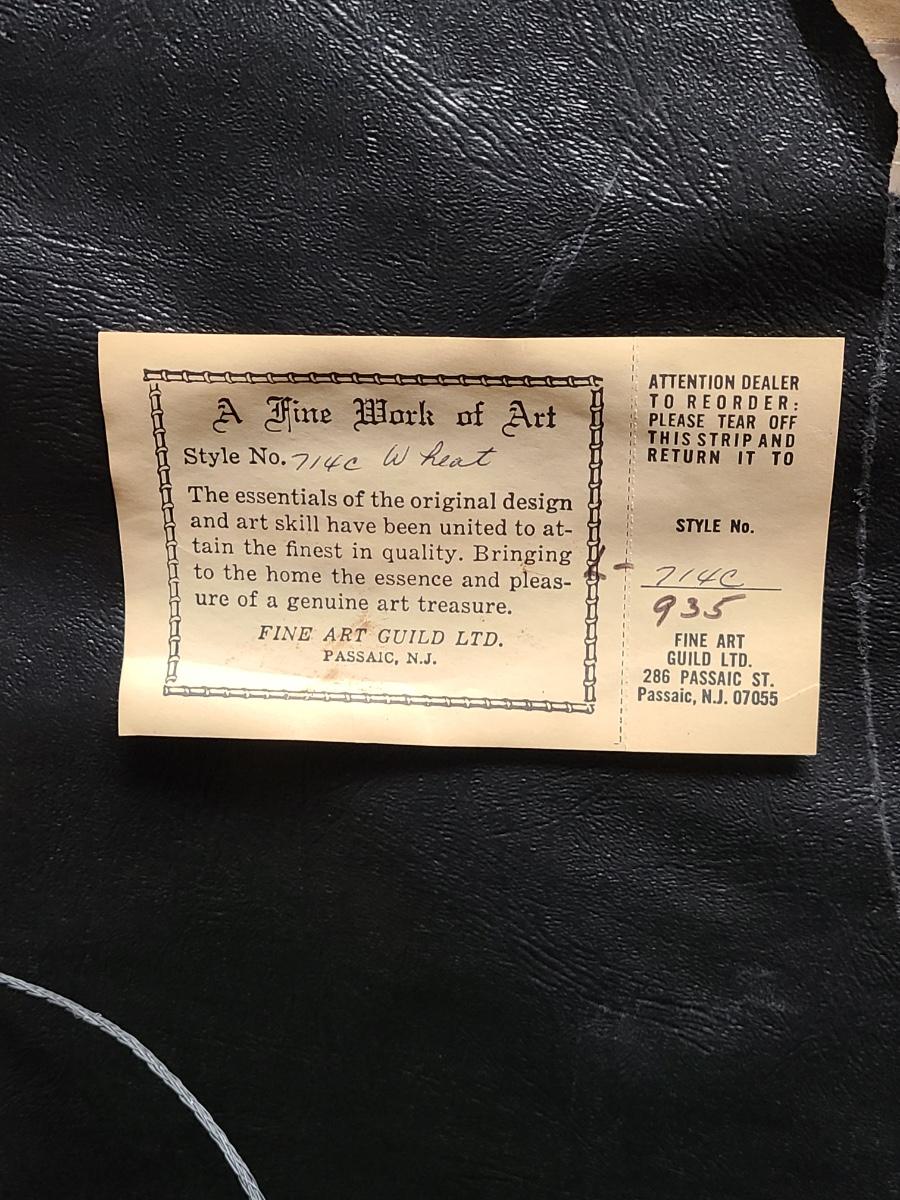 A Fine Work of Art
Style No. 714C Wheat
The essentials of the original design
and art skill have been united to at-
tain the finest in quality. Bringing
to the home the essence and pleas-
ure of a genuine art treasure.
FINE ART GUILD LTD.
PASSAIC, N.J.
ATTENTION DEALER
TO REORDER:
PLEASE TEAR OFF
THIS STRIP AND
RETURN IT TO
STYLE No.
714C
935
FINE ART
GUILD LTD.
286 PASSAIC ST.
Passaic, N.J. 07055